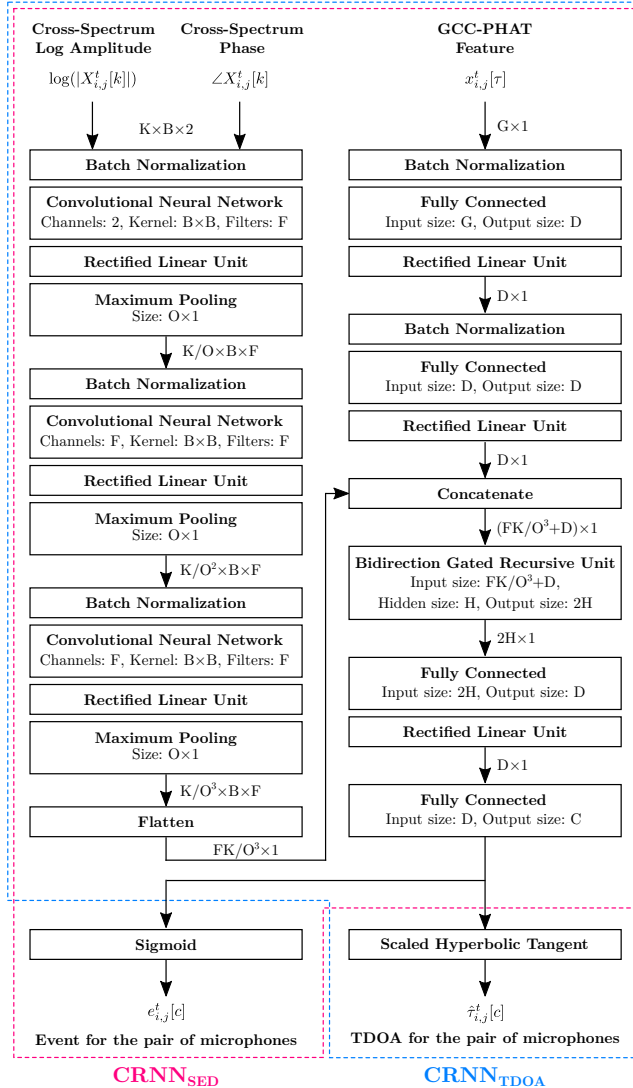 Cross-Spectrum
Log Amplitude
log(|X^t_{i,j}[k]|)
Cross-Spectrum
Phase
∠X^t_{i,j}[k]
K×B×2
Batch Normalization
Convolutional Neural Network
Channels: 2, Kernel: B×B, Filters: F
Rectified Linear Unit
Maximum Pooling
Size: O×1
K/O×B×F
Batch Normalization
Convolutional Neural Network
Channels: F, Kernel: B×B, Filters: F
Rectified Linear Unit
Maximum Pooling
Size: O×1
K/O²×B×F
Batch Normalization
Convolutional Neural Network
Channels: F, Kernel: B×B, Filters: F
Rectified Linear Unit
Maximum Pooling
Size: O×1
K/O³×B×F
Flatten
FK/O³×1
GCC-PHAT
Feature
x^t_{i,j}[τ]
G×1
Batch Normalization
Fully Connected
Input size: G, Output size: D
Rectified Linear Unit
D×1
Batch Normalization
Fully Connected
Input size: D, Output size: D
Rectified Linear Unit
D×1
Concatenate
(FK/O³+D)×1
Bidirection Gated Recursive Unit
Input size: FK/O³+D,
Hidden size: H, Output size: 2H
2H×1
Fully Connected
Input size: 2H, Output size: D
Rectified Linear Unit
D×1
Fully Connected
Input size: D, Output size: C
Sigmoid
e^t_{i,j}[c]
Event for the pair of microphones
CRNN_SED
Scaled Hyperbolic Tangent
τ̂^t_{i,j}[c]
TDOA for the pair of microphones
CRNN_TDOA